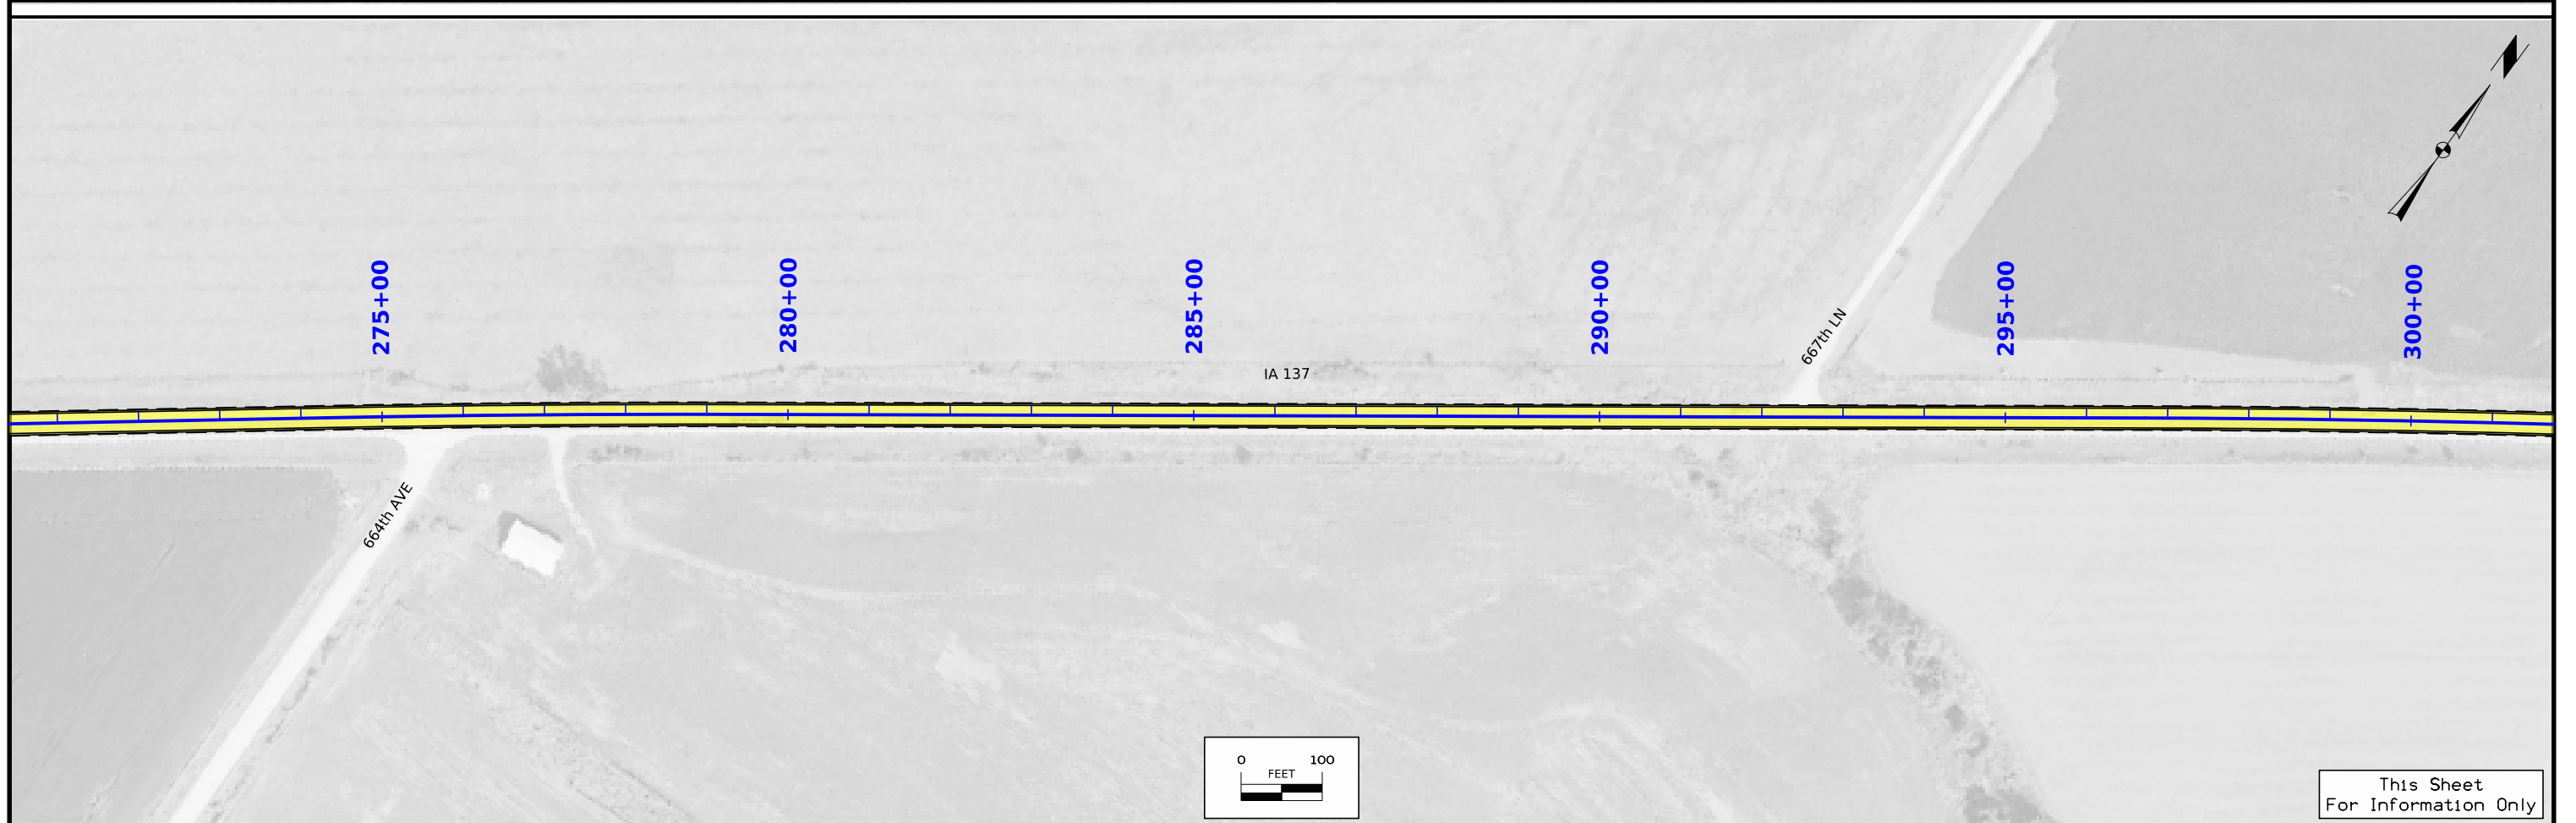 N
275+00
280+00
285+00
290+00
295+00
300+00
667th LN
IA 137
664th AVE
0 100
FEET
This Sheet
For Information Only